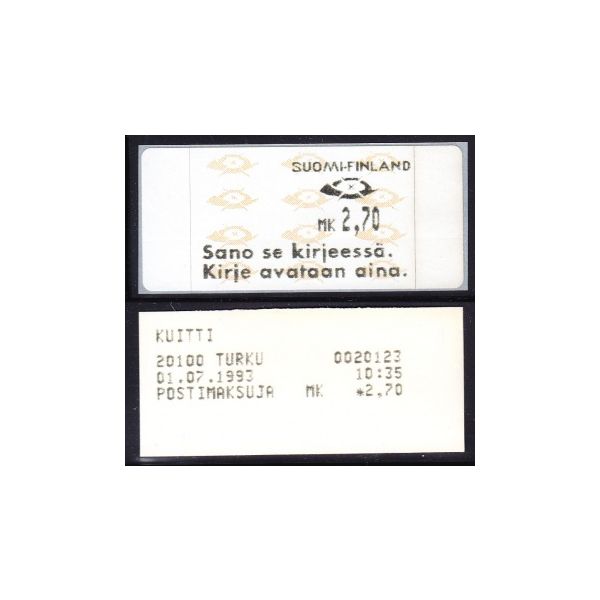 SUOMI-FINLAND
MK 2,70
Sano se kirjeessä.
Kirje avataan aina.
KUITTI
20100 TURKU 0020123
01.07.1993 10:35
POSTIMAKSUJA MK *2,70